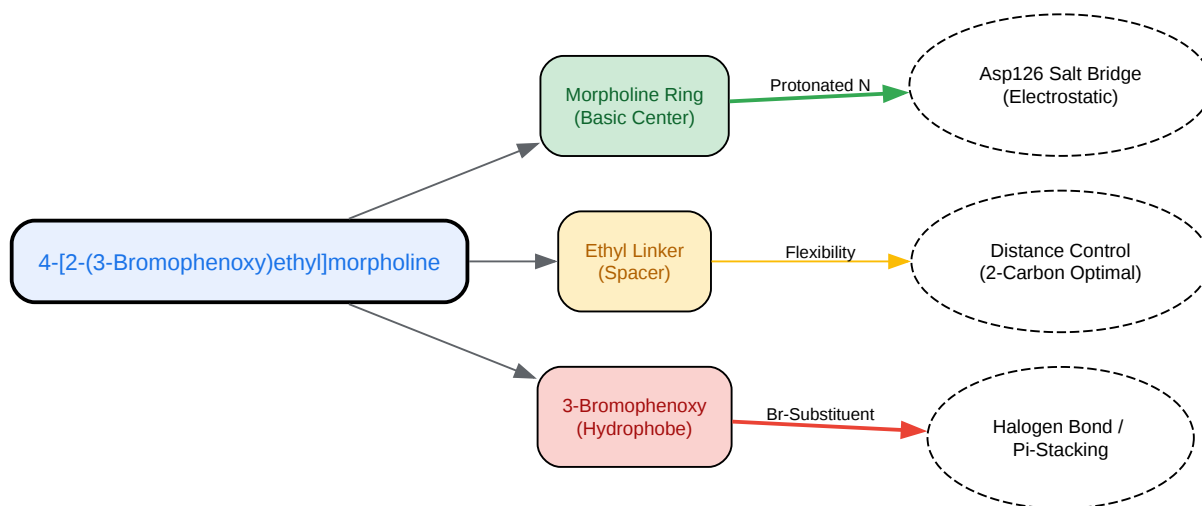 4-[2-(3-Bromophenoxy)ethyl]morpholine
Morpholine Ring
(Basic Center)
Protonated N
Asp126 Salt Bridge
(Electrostatic)
Ethyl Linker
(Spacer)
Flexibility
Distance Control
(2-Carbon Optimal)
3-Bromophenoxy
(Hydrophobe)
Br-Substituent
Halogen Bond /
Pi-Stacking